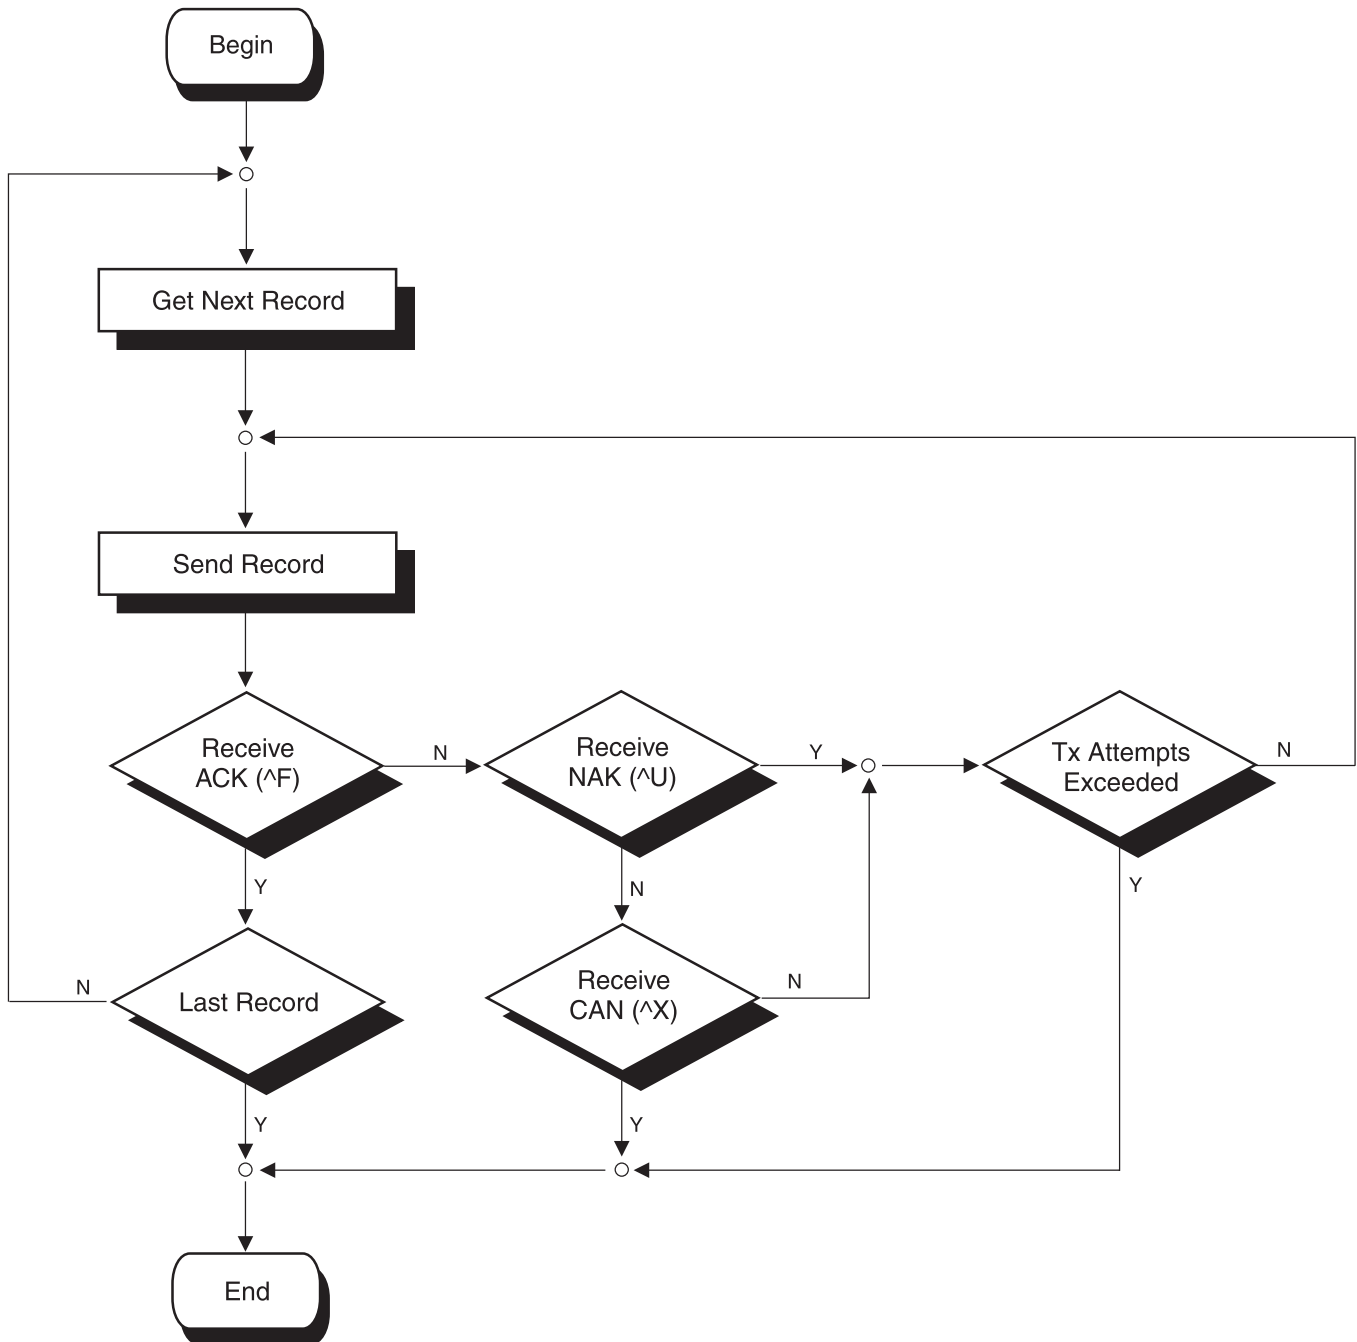 Begin
Get Next Record
Send Record
Receive
ACK (^F)
N
Receive
NAK (^U)
Y
Tx Attempts
Exceeded
N
Y
N
Y
N
Last Record
Receive
CAN (^X)
N
Y
Y
End